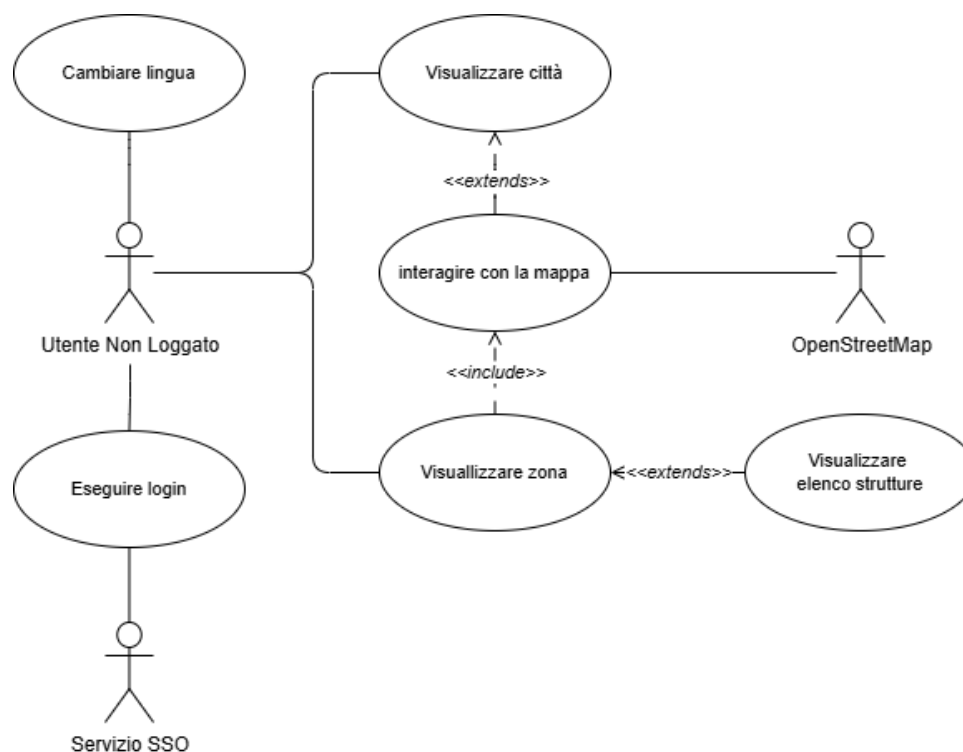 Cambiare lingua
Visualizzare città
<<extends>>
interagire con la mappa
Utente Non Loggato
OpenStreetMap
<<include>>
Eseguire login
Visuallizzare zona
<<extends>>
Visualizzare
elenco strutture
Servizio SSO